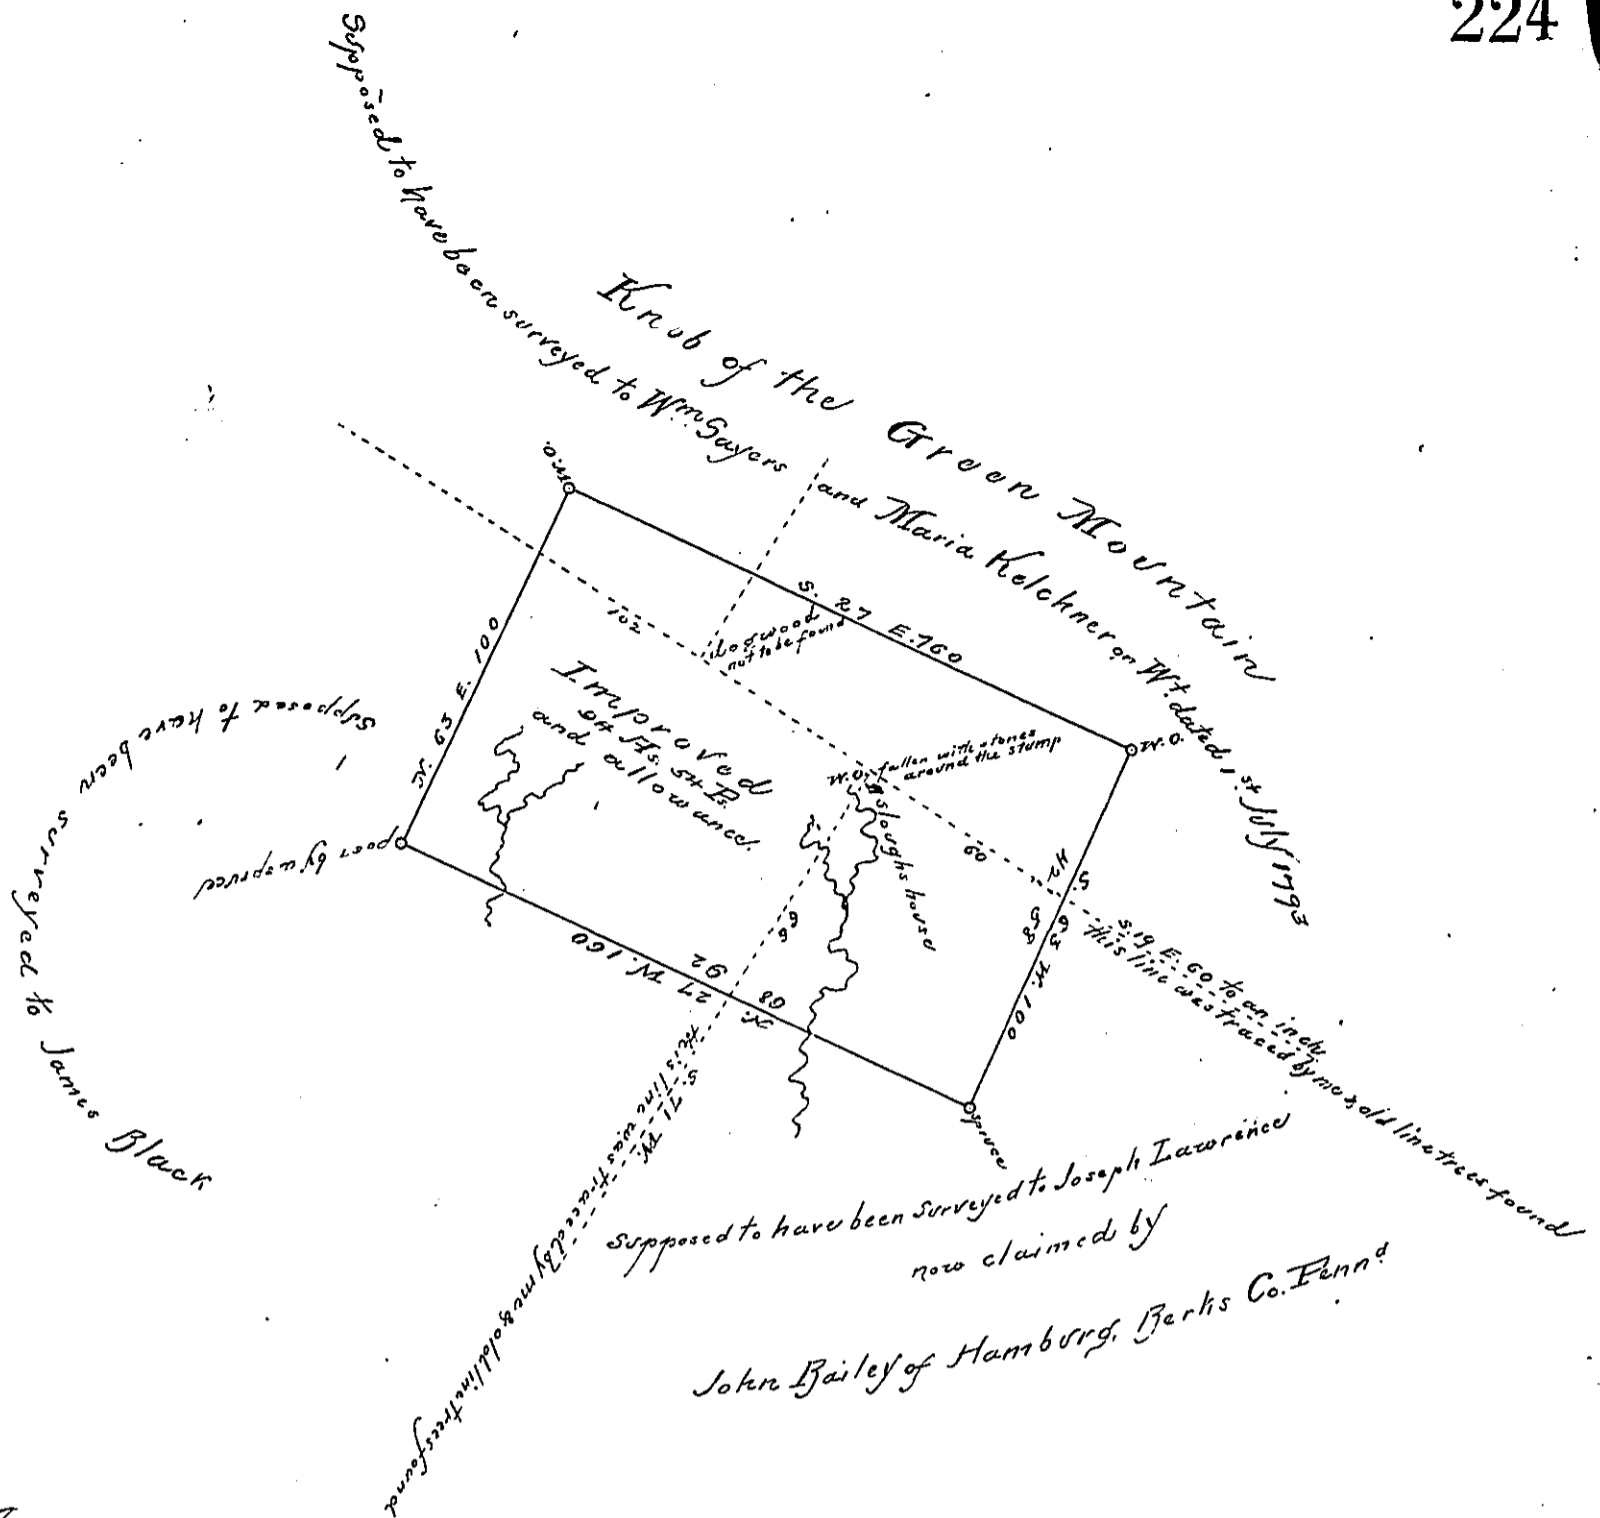 224
Supposed to have been surveyed to Wm. Sayers and Maria Kelchner on Wt. dated 1st July 1793
Knob of the Green Mountain
W.O.
S. 27 E. 160
102
dogwood
not to be found
Improved
94 As. 54 Ps.
and allowance.
N. 63 E. 100
W.O.
W.O. fallen with stones
around the stump
Asloughs house
60
42
S. 63 W. 100
58
S. 19 E. 60 to an inch
this line was traced by me & old line trees found
post by a spruce
Supposed to have been surveyed to James Black
66
92
68
N. 27 W. 160
S. 71 W.
this line was traced by me & old line trees found
spruce
Supposed to have been Surveyed to Joseph Lawrence
now claimed by
John Bailey of Hamburg, Berks Co. Penn